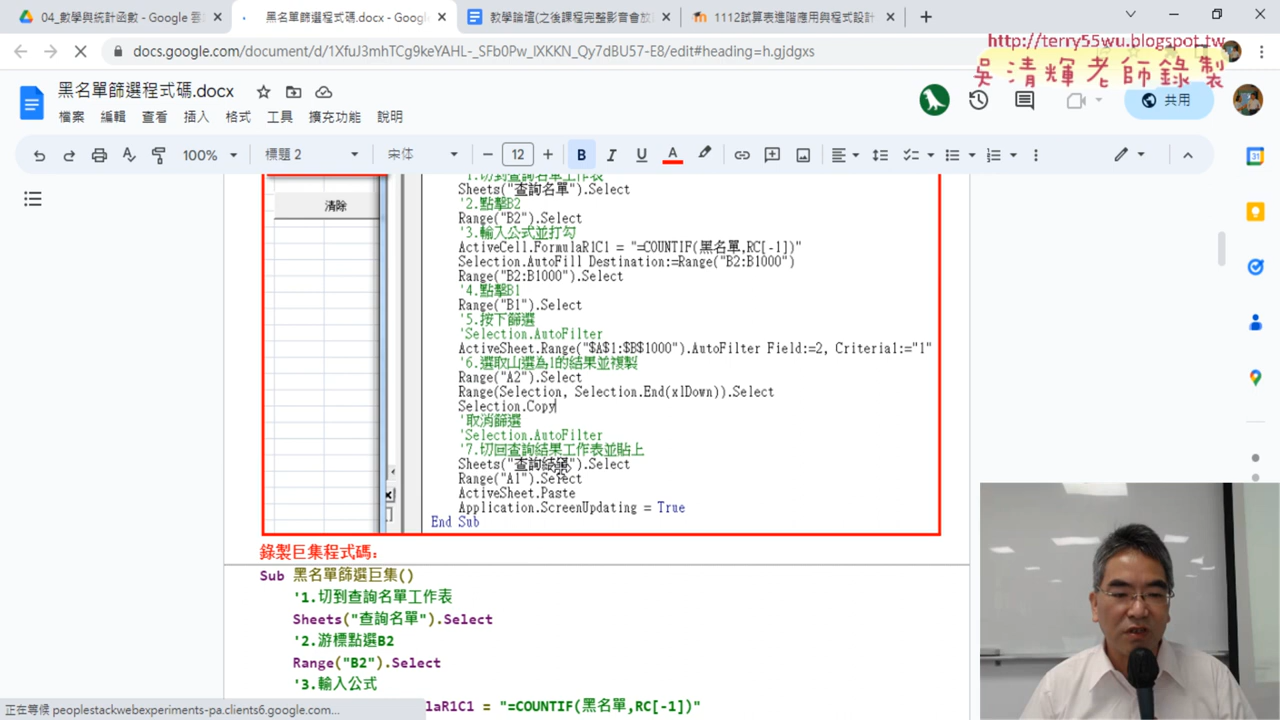 04_數學與統計函數 - Google 雲
黑名單篩選程式碼.docx - Googl
教學論壇(之後課程完整影音會放
1112試算表進階應用與程式設計
docs.google.com/document/d/1XfuJ3mhTCg9keYAHL-_SFb0Pw_lXKKN_Qy7dBU57-E8/edit#heading=h.gjdgxs
http://terry55wu.blogspot.tw
吳清輝老師錄製
黑名單篩選程式碼.docx
檔案 編輯 查看 插入 格式 工具 擴充功能 說明
共用
100% 標題 2 宋体 12 B I U A
清除
'1.切到查詢名單工作表
Sheets("查詢名單").Select
'2.點擊B2
Range("B2").Select
'3.輸入公式並打勾
ActiveCell.FormulaR1C1 = "=COUNTIF(黑名單,RC[-1])"
Selection.AutoFill Destination:=Range("B2:B1000")
Range("B2:B1000").Select
'4.點擊B1
Range("B1").Select
'5.按下篩選
'Selection.AutoFilter
ActiveSheet.Range("$A$1:$B$1000").AutoFilter Field:=2, Criteria1:="1"
'6.選取山選為1的結果並複製
Range("A2").Select
Range(Selection, Selection.End(xlDown)).Select
Selection.Copy
'取消篩選
'Selection.AutoFilter
'7.切回查詢結果工作表並貼上
Sheets("查詢結果").Select
Range("A1").Select
ActiveSheet.Paste
Application.ScreenUpdating = True
End Sub
錄製巨集程式碼:
Sub 黑名單篩選巨集()
'1.切到查詢名單工作表
Sheets("查詢名單").Select
'2.游標點選B2
Range("B2").Select
'3.輸入公式
laR1C1 = "=COUNTIF(黑名單,RC[-1])"
正在等候 peoplestackwebexperiments-pa.clients6.google.com...